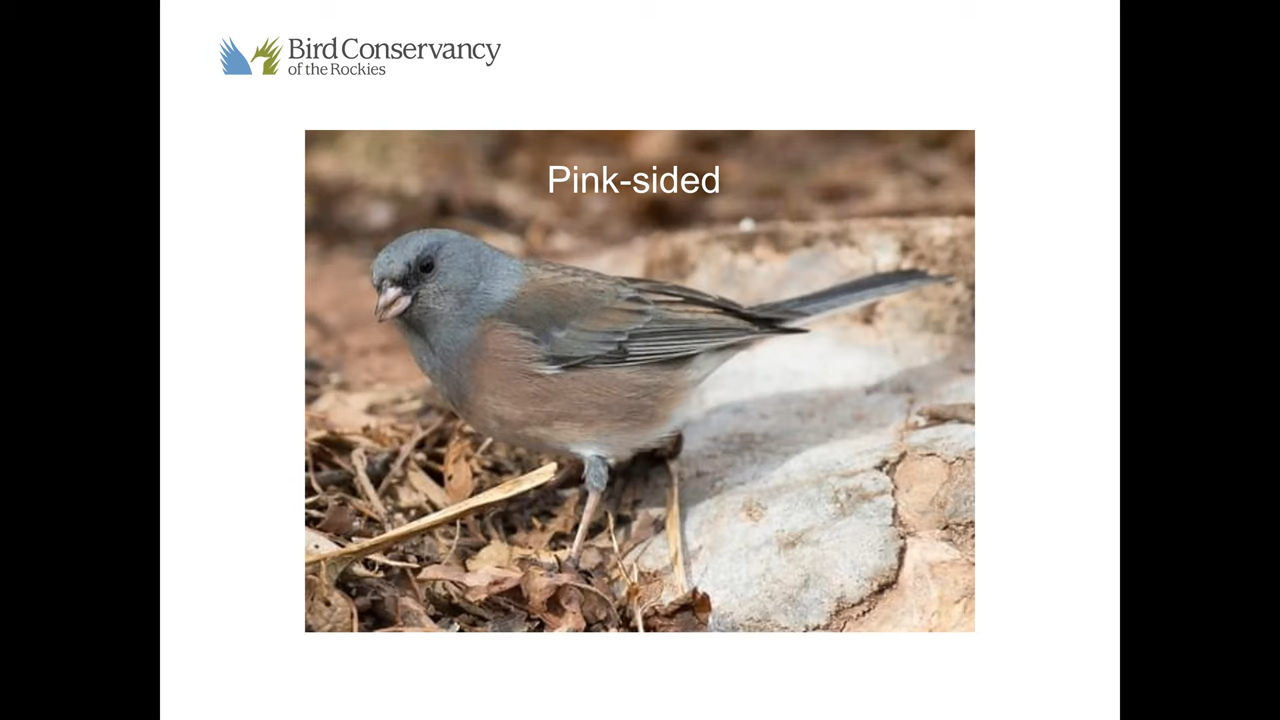 Bird Conservancy
of the Rockies
Pink-sided